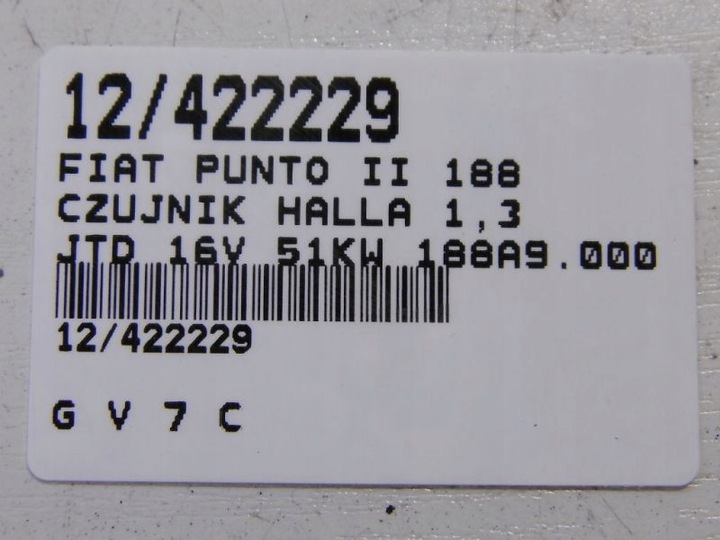 12/422229
FIAT PUNTO II 188
CZUJNIK HALLA 1,3
JTD 16V 51KW 188A9.000
12/422229
G V 7 C